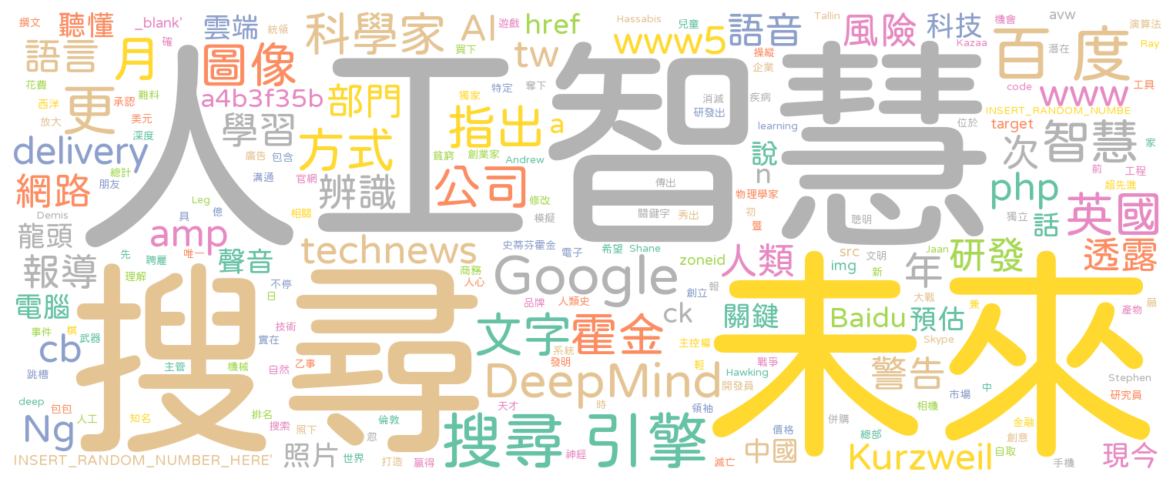 人工智慧
搜尋
未來
撰文
聽懂
_blank'
確
雲端
統領
科學家
AI
遊戲
href
Hassabis
兒童
www5
語音
操縱
風險
科技
Tallin
Kazaa
機會
avw
潛在
演算法
Ray
語言
月
圖像
買下
tw
企業
百度
花費
翻料
西洋
承認
更
美元
放大
深度
a4b3f35b
部門
獨家
特定
奪下
消滅
研發出
疾病
code
工具
www
INSERT_RANDOM_NUMBE
學習
方式
指出
a
learning
位於
target
delivery
總計
朋友
廣告
包含
官網
貧窮
創業家
Andrew
說
n
次
智慧
家
前
工程
超先進
網路
溝通
辨識
公司
修改
傳出
物理學家
php
英國
Demis
Leg
億
具
相關
模擬
關鍵字
秀出
初
聲
聰明
獨立
話
龍頭
amp
先
聘雇
唯一
technews
史蒂芬霍金
電子
希望
Shane
人類
src
文明
img
Jaan
研發
透露
報導
理解
聲音
不停
日
商務
人心
Google
zoneid
報
創立
新
年
大戰
兼
產物
願
電腦
品牌
人類史
ck
關鍵
Baidu
預估
事件
棋
武器
技術
實在
文字
發明
霍金
系統
主控權
戰爭
Skype
cb
跳槽
主管
機械
自然
乙事
DeepMind
輕
Hawking
開發員
警告
市場
中
Stephen
研究員
deep
包包
人工
知名
排名
搜索
天才
時
倫敦
領袖
相機
金融
Ng
照下
忽
搜尋引擎
價格
併購
創意
總部
自取
INSERT_RANDOM_NUMBER_HERE'
照片
世界
打造
贏得
神經
滅亡
中國
Kurzweil
手機
現今